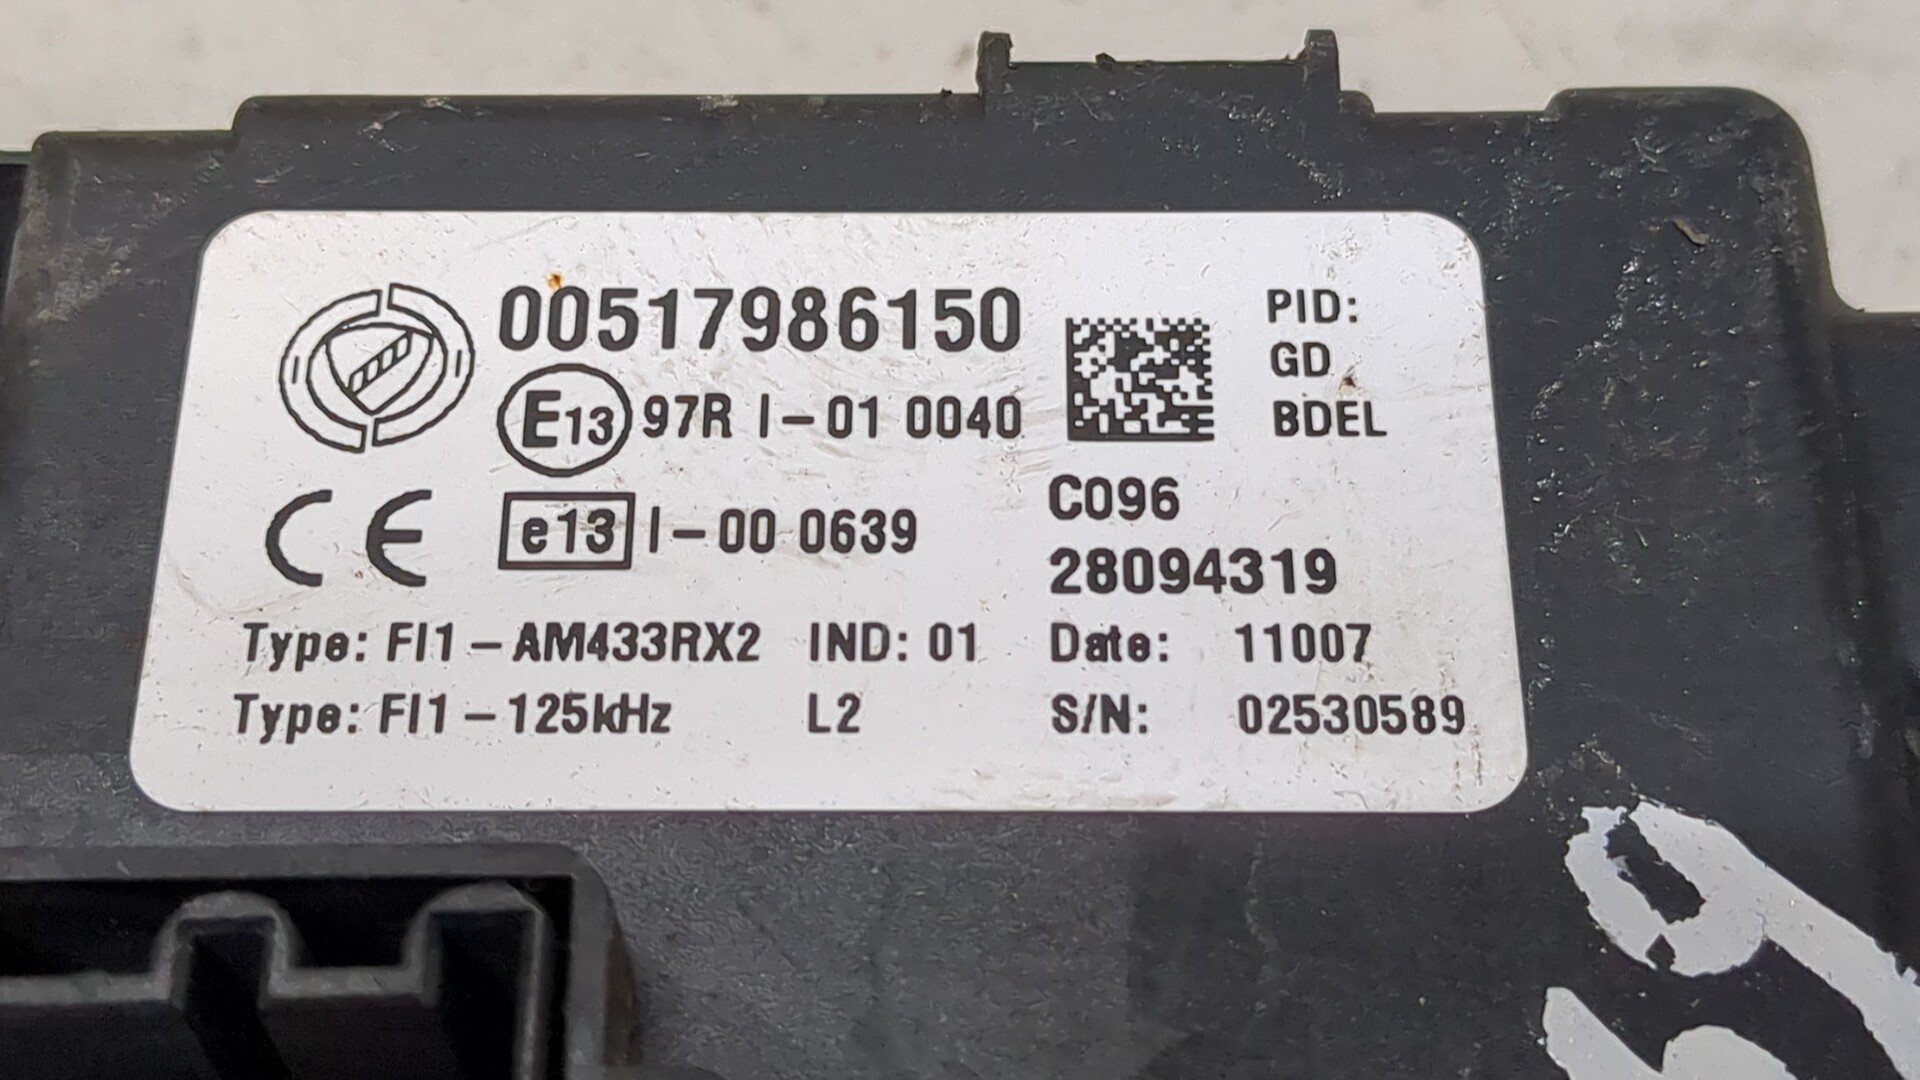 00517986150
E13 97R I-01 0040
PID:
GD
BDEL
CE e13 I-00 0639
C096
28094319
Type: FI1-AM433RX2 IND: 01 Date: 11007
Type: FI1-125kHz L2 S/N: 02530589